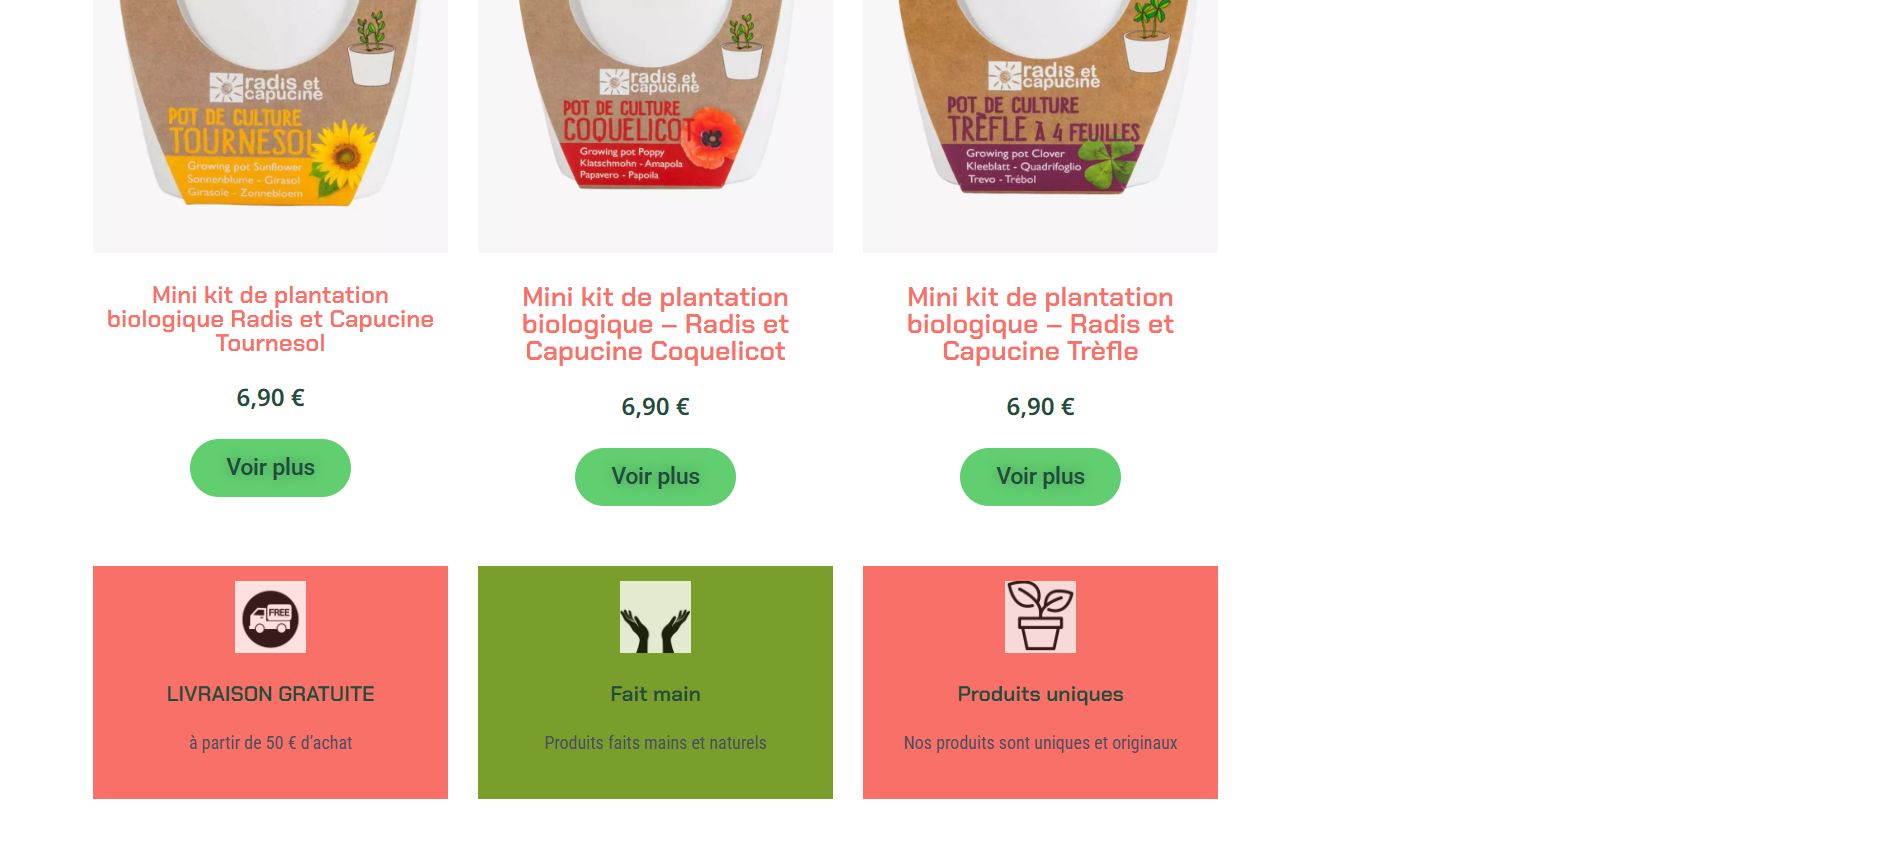 radis et
capucine
POT DE CULTURE
TOURNESOL
Growing pot Sunflower
Sonnenblume - Girasol
Girasole - Zonnebloem
radis et
capucine
POT DE CULTURE
COQUELICOT
Growing pot Poppy
Klatschmohn - Amapola
Papavero - Papoila
radis et
capucine
POT DE CULTURE
TRÈFLE À 4 FEUILLES
Growing pot Clover
Kleeblatt - Quadrifoglio
Trevo - Trébol
Mini kit de plantation
biologique Radis et Capucine
Tournesol
6,90 €
Voir plus
Mini kit de plantation
biologique – Radis et
Capucine Coquelicot
6,90 €
Voir plus
Mini kit de plantation
biologique – Radis et
Capucine Trèfle
6,90 €
Voir plus
FREE
LIVRAISON GRATUITE
à partir de 50 € d’achat
Fait main
Produits faits mains et naturels
Produits uniques
Nos produits sont uniques et originaux